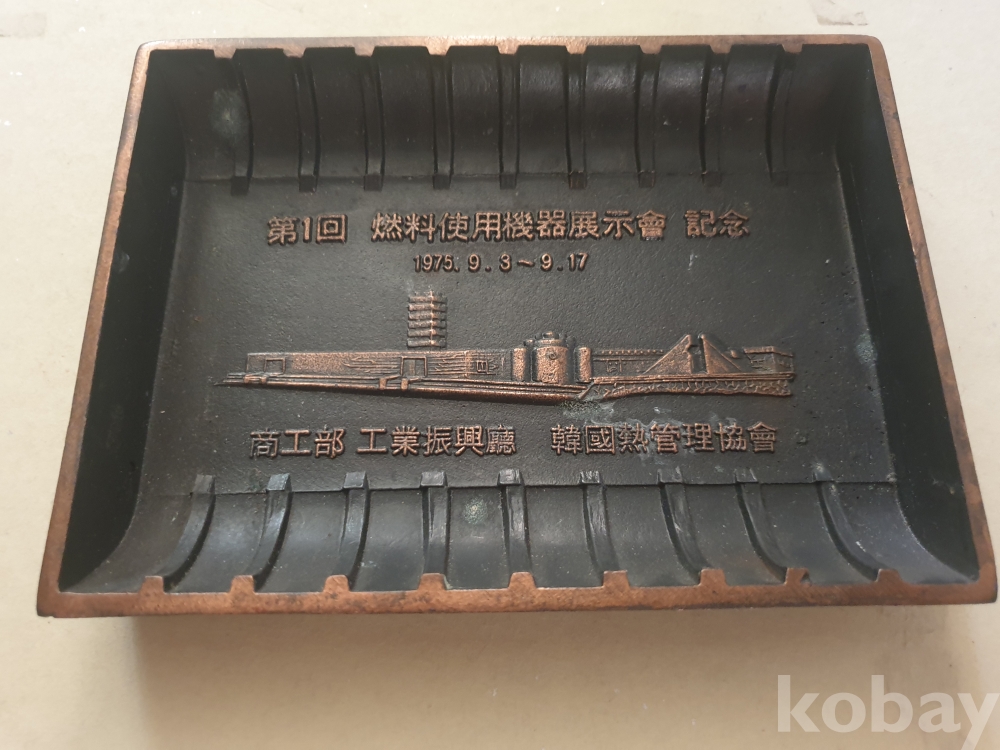 第1回 燃料使用機器展示會 記念
1975. 9. 3~9.17
商工部 工業振興廳 韓國熱管理協會
kobay